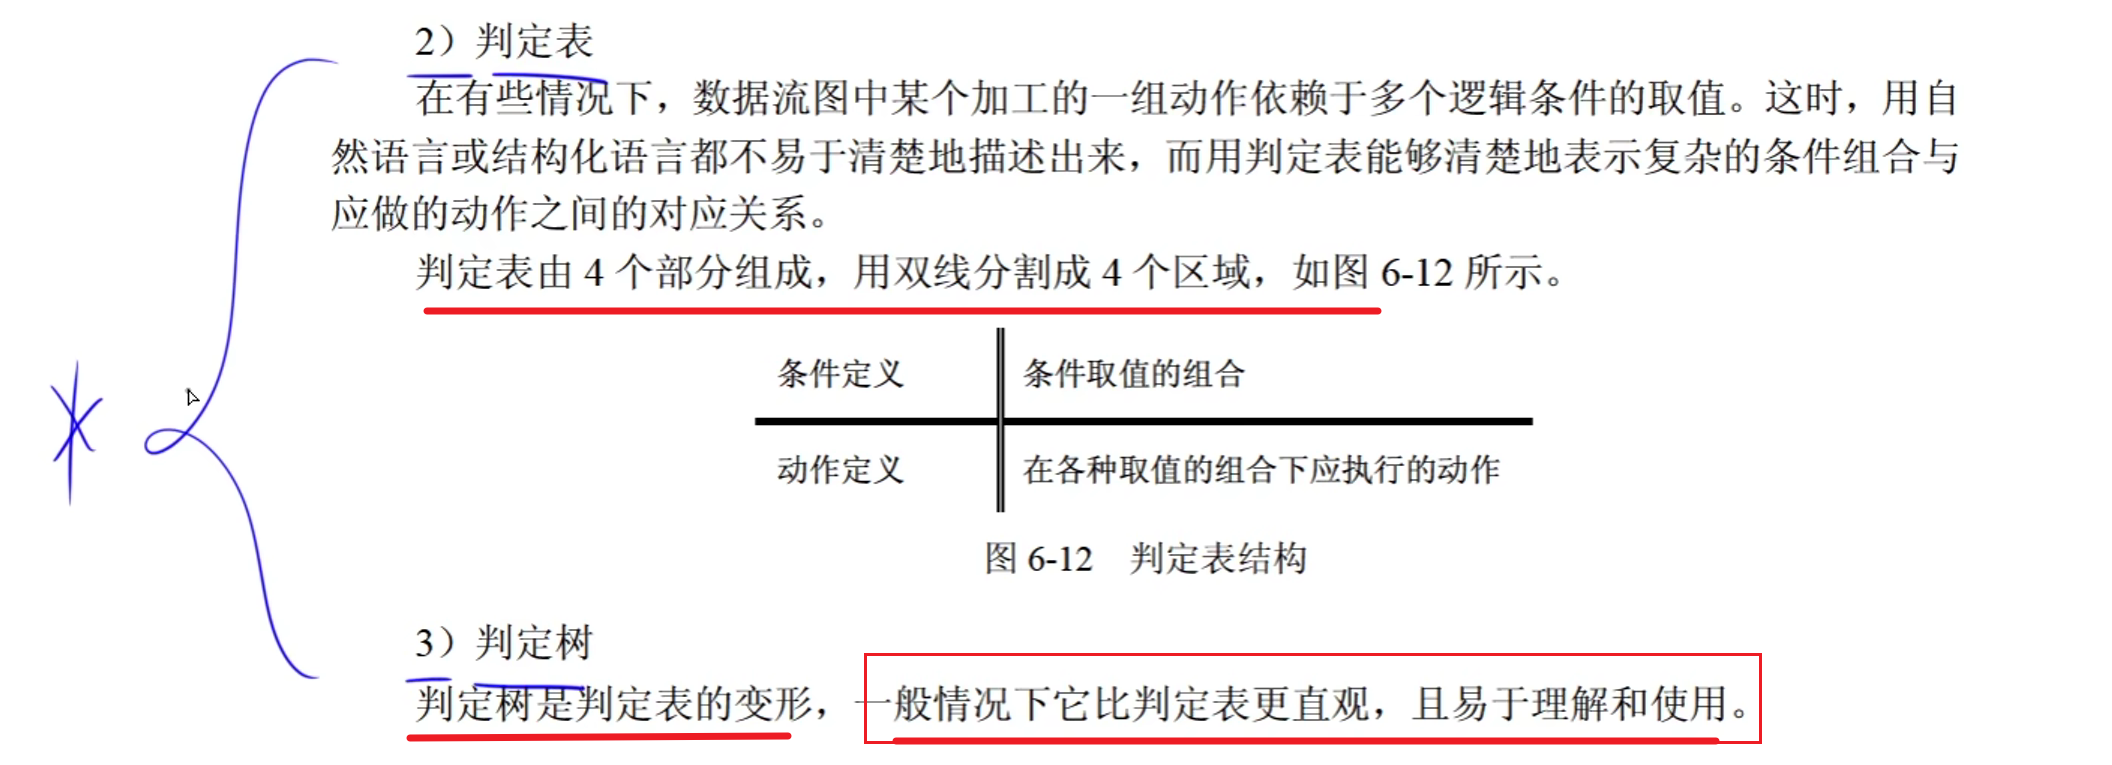 2）判定表
在有些情况下，数据流图中某个加工的一组动作依赖于多个逻辑条件的取值。这时，用自
然语言或结构化语言都不易于清楚地描述出来，而用判定表能够清楚地表示复杂的条件组合与
应做的动作之间的对应关系。
判定表由 4 个部分组成，用双线分割成 4 个区域，如图 6-12 所示。
条件定义 条件取值的组合
动作定义 在各种取值的组合下应执行的动作
图 6-12 判定表结构
3）判定树
判定树是判定表的变形，一般情况下它比判定表更直观，且易于理解和使用。